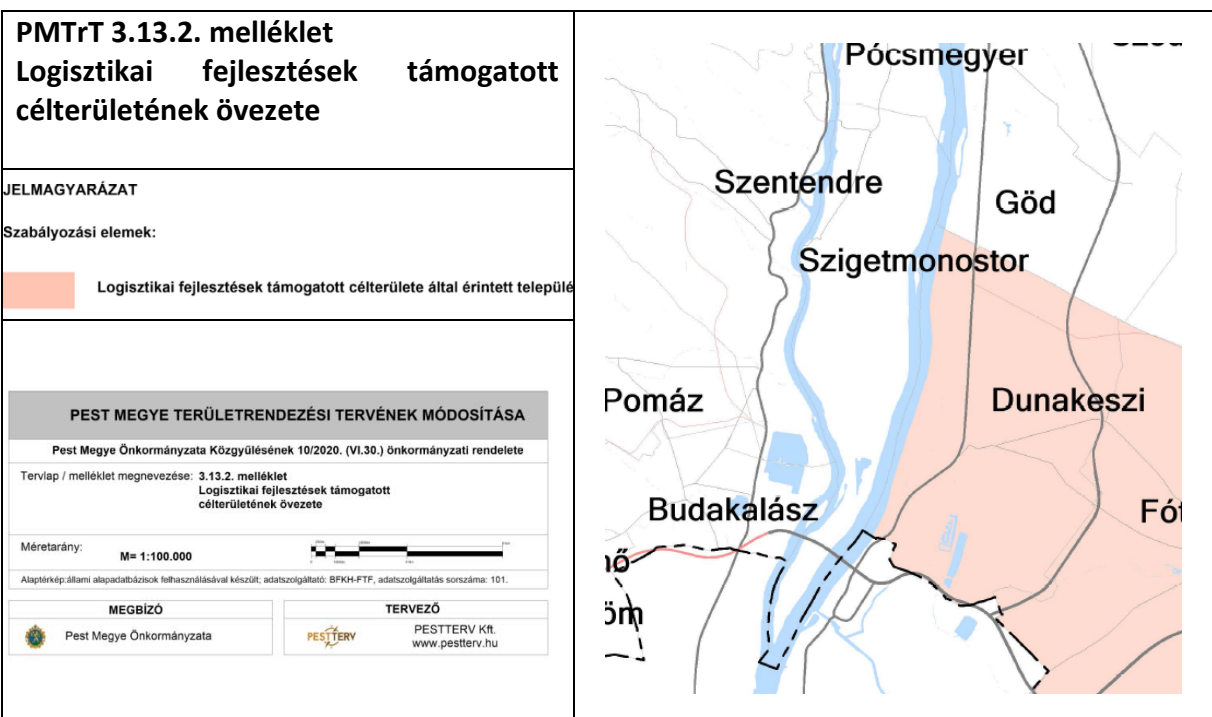 PMTrT 3.13.2. melléklet
Logisztikai fejlesztések támogatott
célterületének övezete
JELMAGYARÁZAT
Szabályozási elemek:
Logisztikai fejlesztések támogatott célterülete által érintett települé
PEST MEGYE TERÜLETRENDEZÉSI TERVÉNEK MÓDOSÍTÁSA
Pest Megye Önkormányzata Közgyűlésének 10/2020. (VI.30.) önkormányzati rendelete
Tervlap / melléklet megnevezése: 3.13.2. melléklet
Logisztikai fejlesztések támogatott
célterületének övezete
Méretarány:
M= 1:100.000
Alaptérkép:állami alapadatbázisok felhasználásával készült; adatszolgáltató: BFKH-FTF, adatszolgáltatás sorszáma: 101.
MEGBÍZÓ
Pest Megye Önkormányzata
TERVEZŐ
PESTTERV
PESTTERV Kft.
www.pestterv.hu
Pócsmegyer
Szentendre
Göd
Szigetmonostor
Pomáz
Dunakeszi
Budakalász
Fót
nő
öm